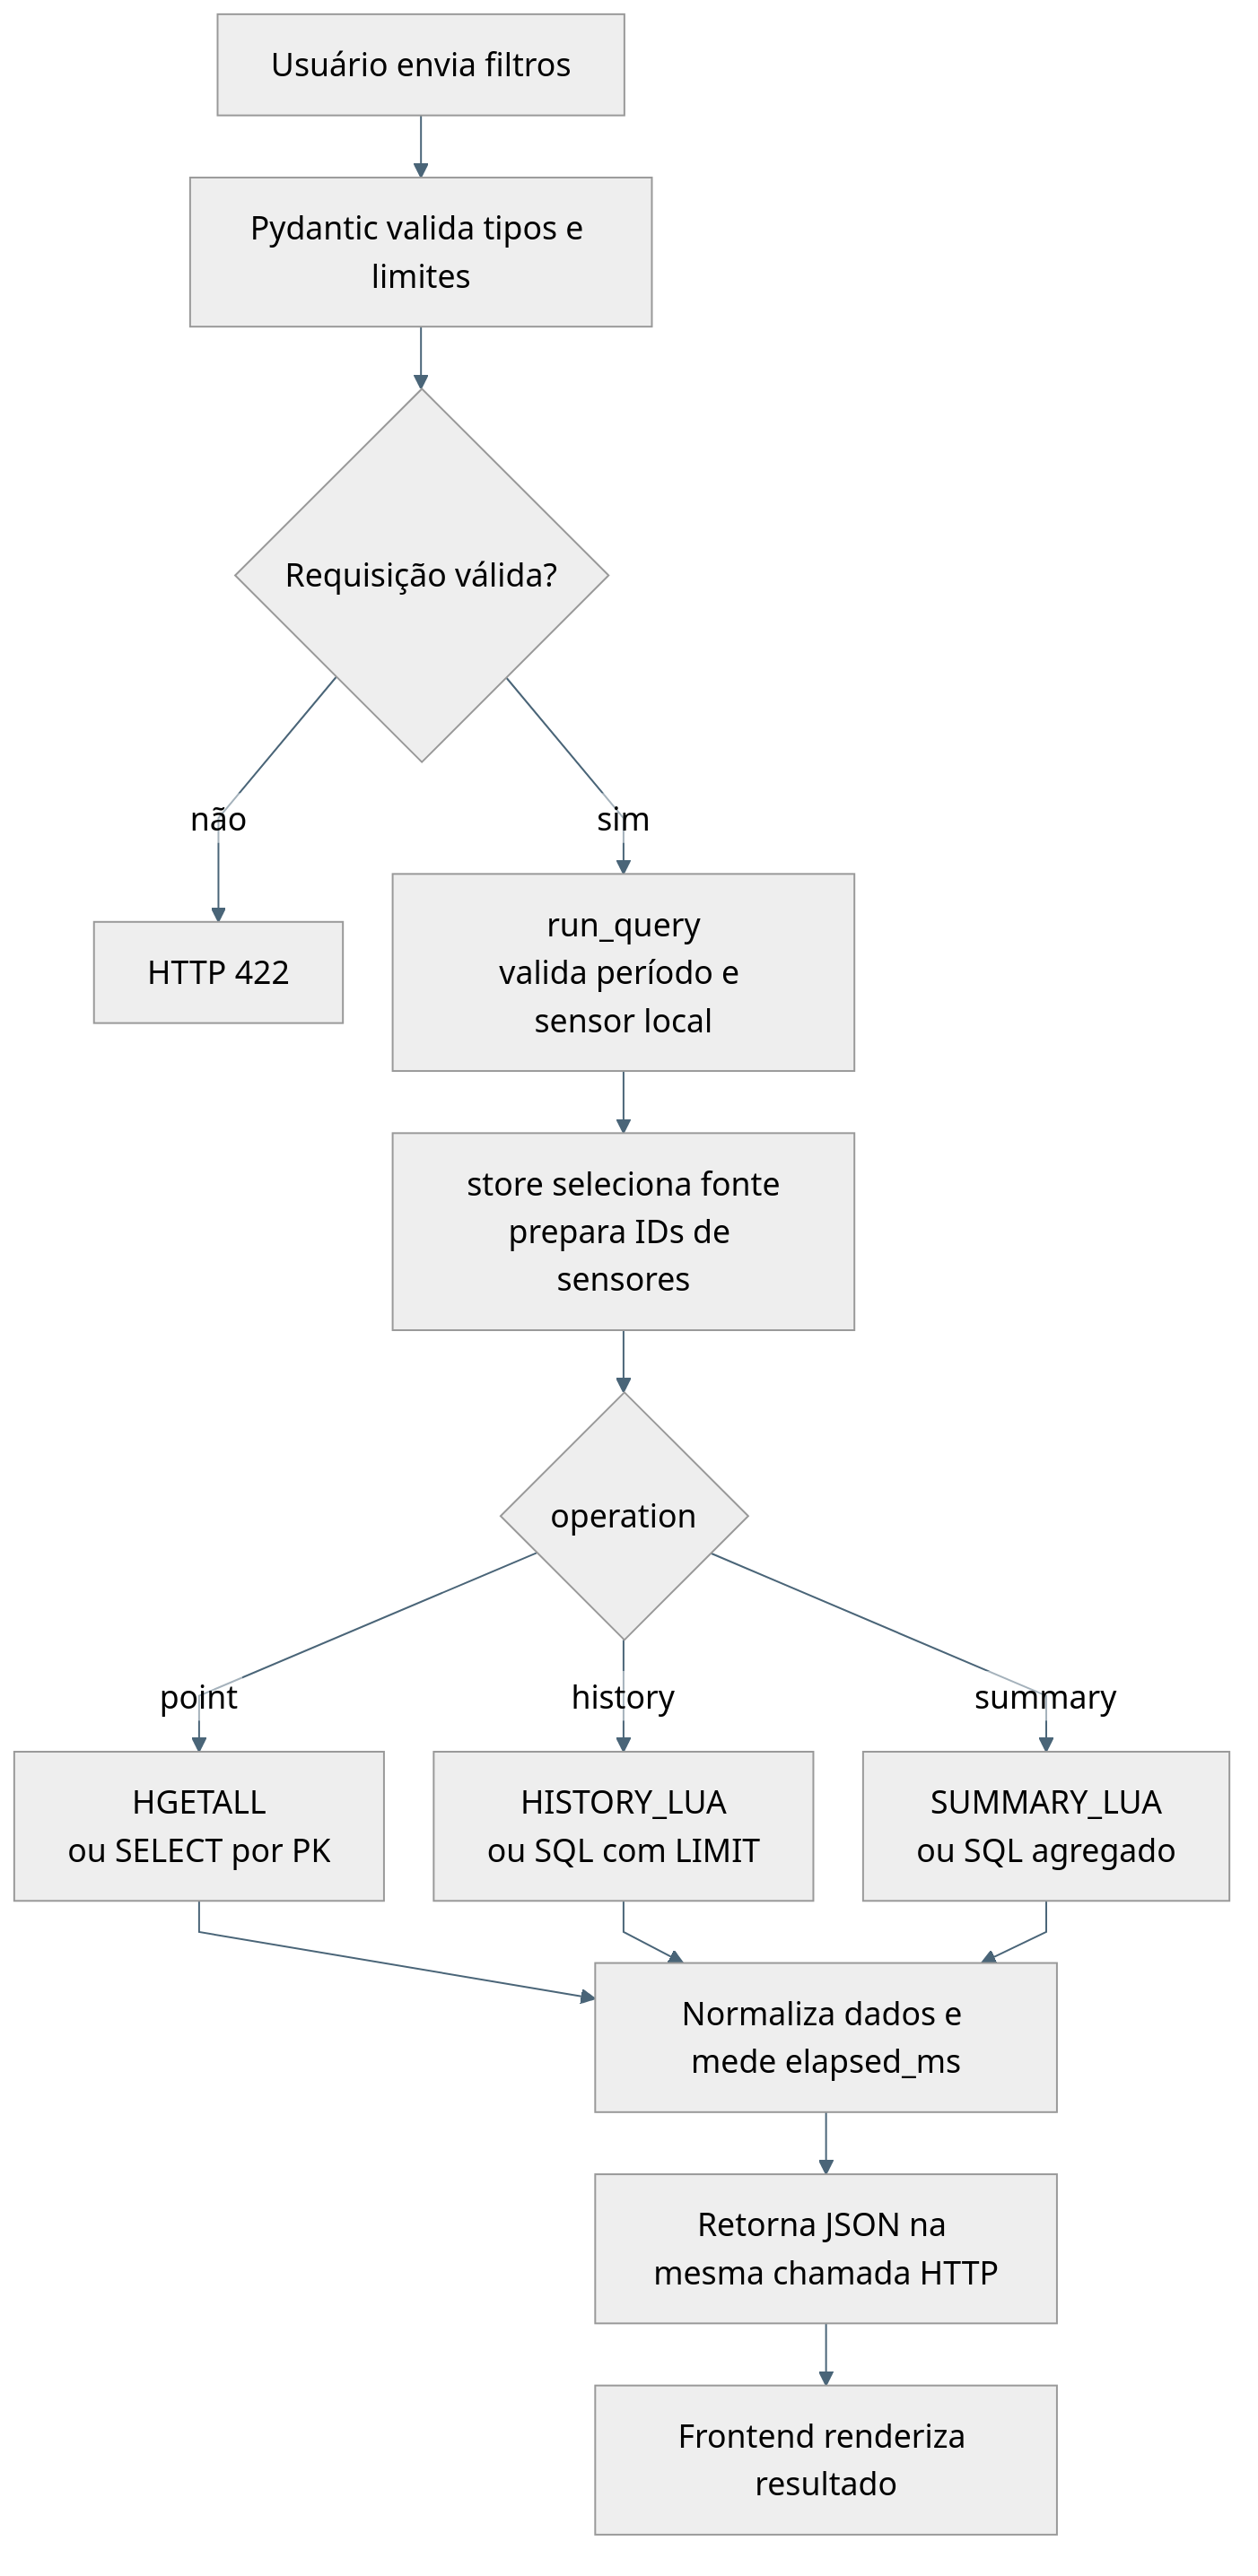 Usuário envia filtros
Pydantic valida tipos e
limites
Requisição válida?
não
sim
HTTP 422
run_query
valida período e
sensor local
store seleciona fonte
prepara IDs de
sensores
operation
point
history
summary
HGETALL
ou SELECT por PK
HISTORY_LUA
ou SQL com LIMIT
SUMMARY_LUA
ou SQL agregado
Normaliza dados e
mede elapsed_ms
Retorna JSON na
mesma chamada HTTP
Frontend renderiza
resultado